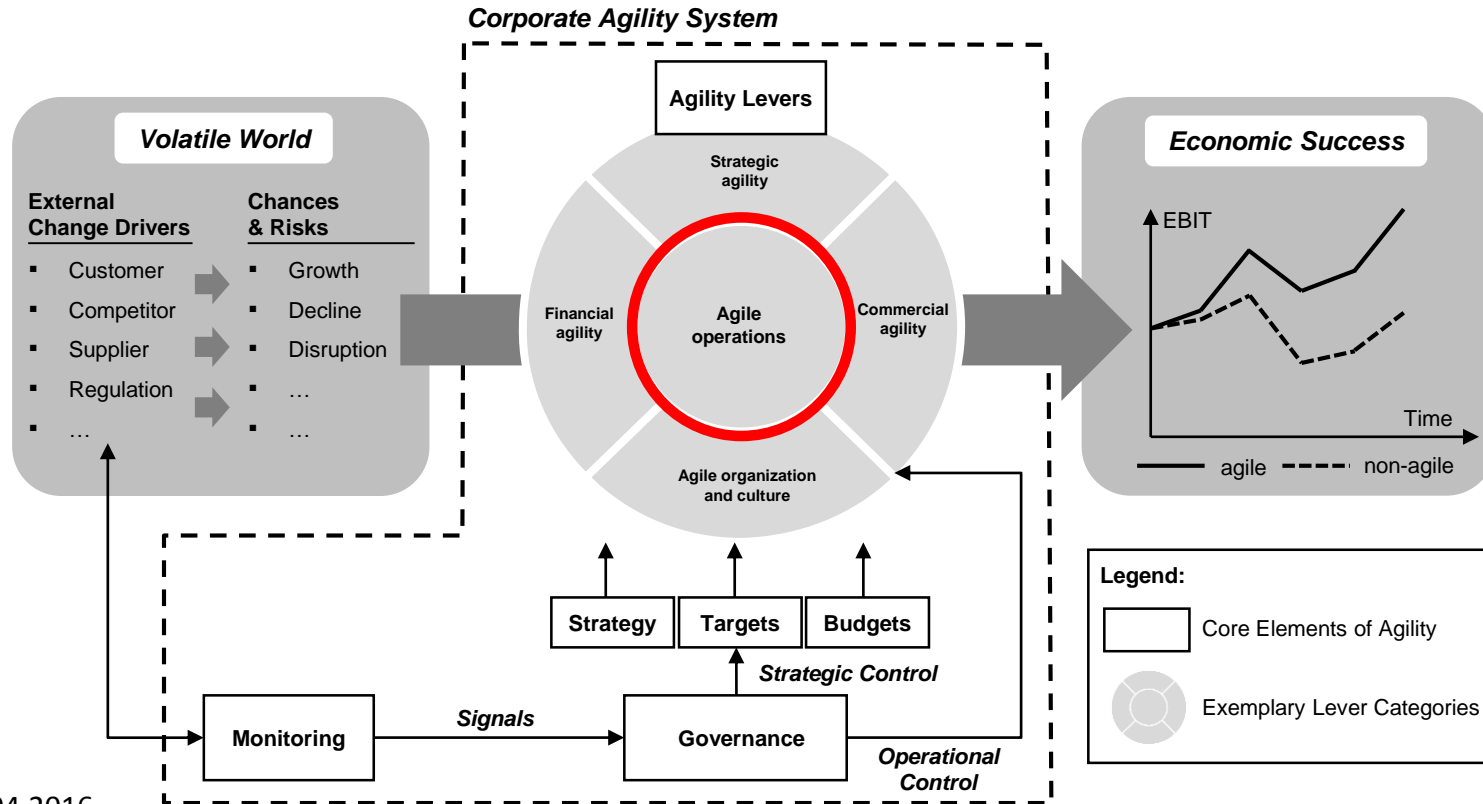 Corporate Agility System
Agility Levers
Volatile World
External
Change Drivers
▪ Customer
▪ Competitor
▪ Supplier
▪ Regulation
▪ …
Chances
& Risks
▪ Growth
▪ Decline
▪ Disruption
▪ …
▪ …
Strategic
agility
Financial
agility
Agile
operations
Commercial
agility
Agile organization
and culture
Economic Success
EBIT
Time
agile
non-agile
Strategy
Targets
Budgets
Strategic Control
Monitoring
Signals
Governance
Operational
Control
Legend:
Core Elements of Agility
Exemplary Lever Categories
04.2016